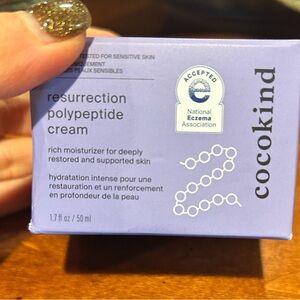 TESTED FOR SENSITIVE SKIN
PEAUX SENSIBLES
resurrection
polypeptide
cream
rich moisturizer for deeply
restored and supported skin
hydratation intense pour une
restauration et un renforcement
en profondeur de la peau
1.7 fl oz / 50 ml
ACCEPTED
National
Eczema
Association
cocokind